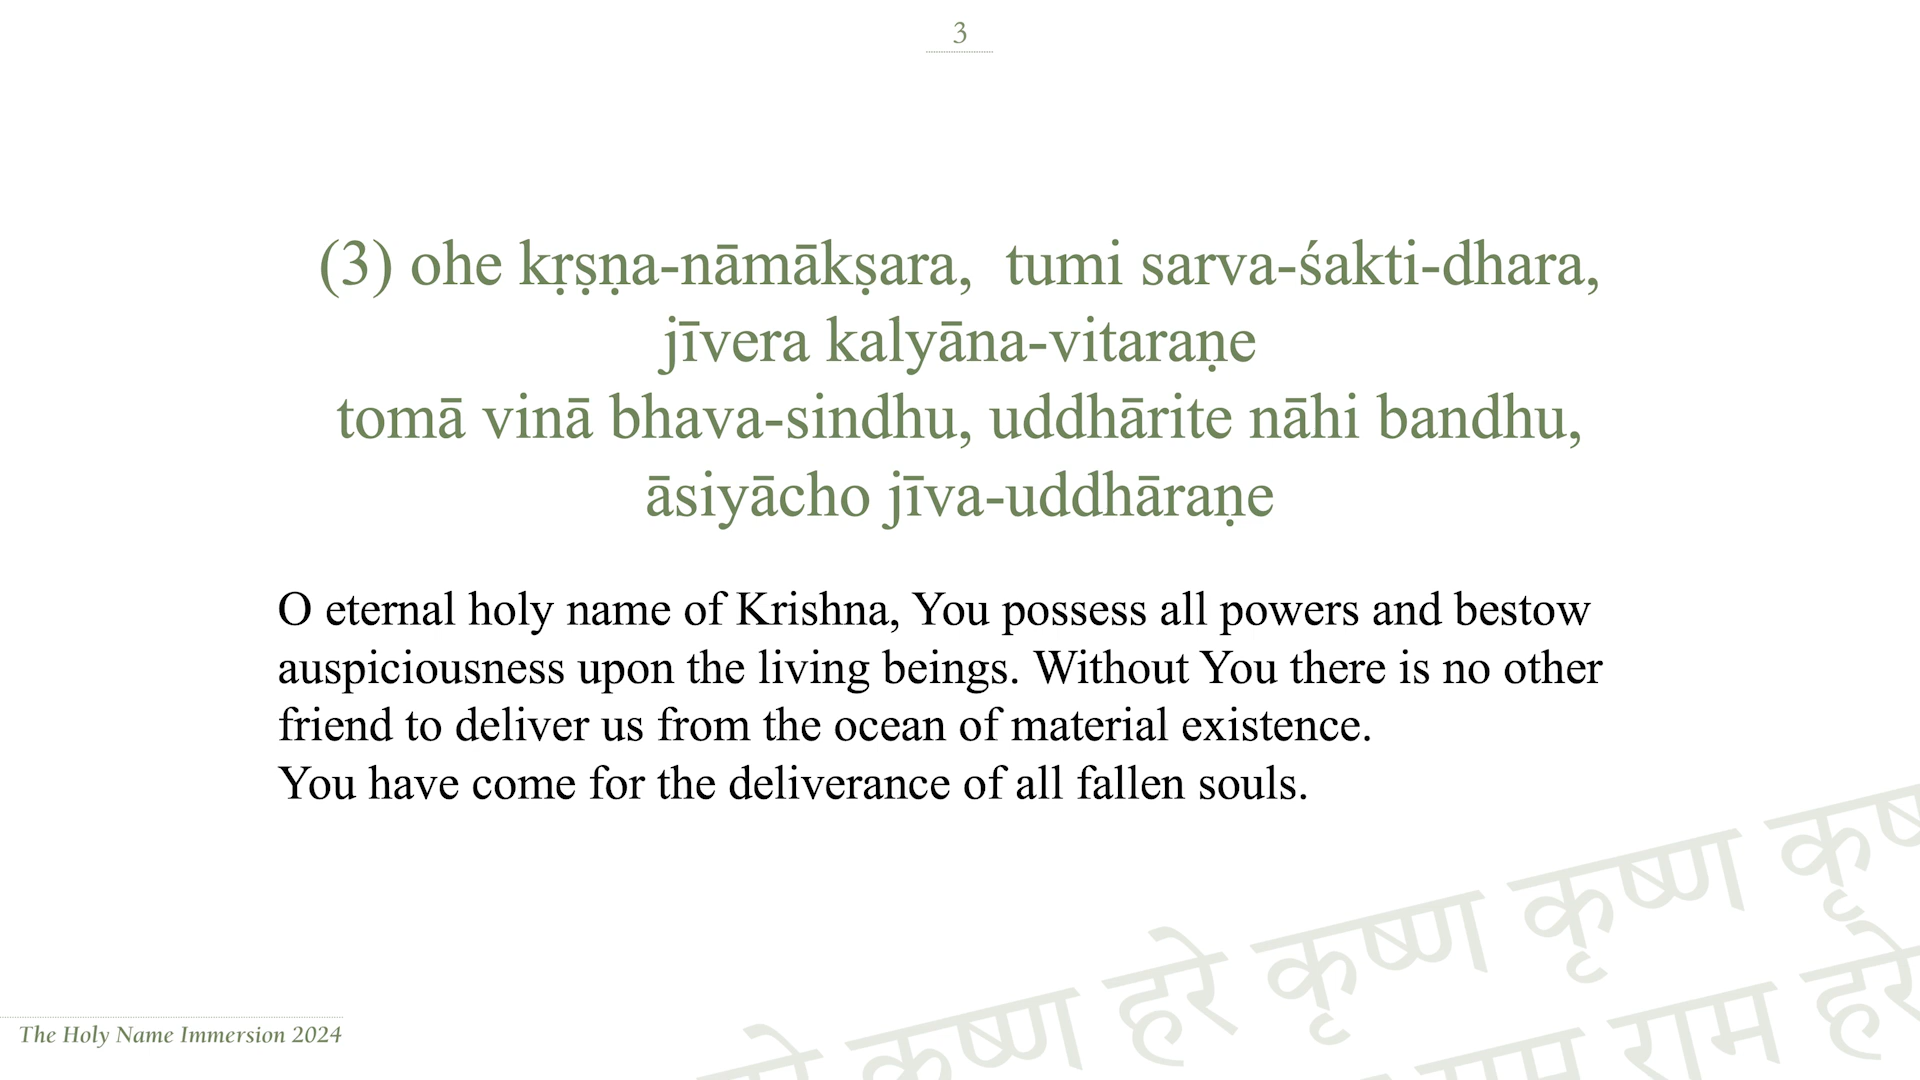 3
(3) ohe kṛṣṇa-nāmākṣara, tumi sarva-śakti-dhara,
jīvera kalyāna-vitaraṇe
tomā vinā bhava-sindhu, uddhārite nāhi bandhu,
āsiyācho jīva-uddhāraṇe
O eternal holy name of Krishna, You possess all powers and bestow
auspiciousness upon the living beings. Without You there is no other
friend to deliver us from the ocean of material existence.
You have come for the deliverance of all fallen souls.
कृष्ण हरे कृष्ण कृष्ण
राम हरे
The Holy Name Immersion 2024